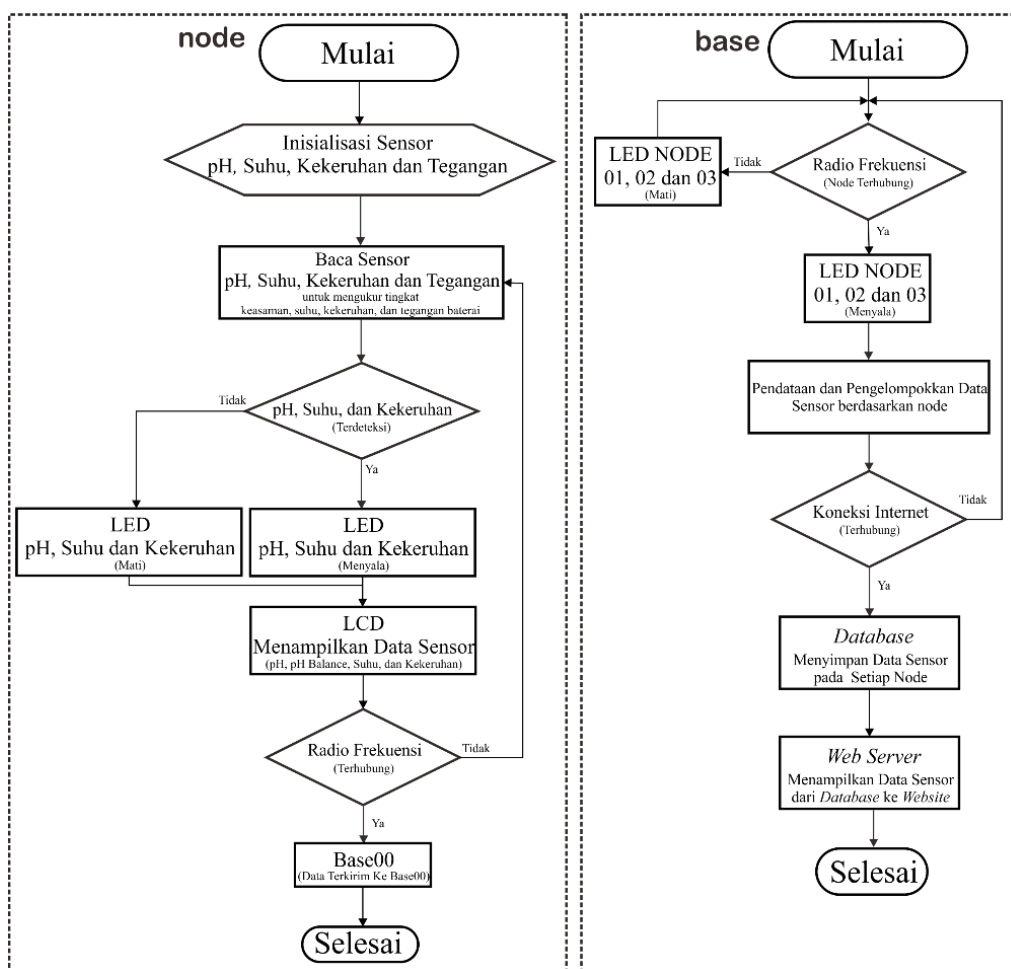 node
Mulai
Inisialisasi Sensor
pH, Suhu, Kekeruhan dan Tegangan
Baca Sensor
pH, Suhu, Kekeruhan dan Tegangan
untuk mengukur tingkat
keasaman, suhu, kekeruhan, dan tegangan baterai
Tidak
pH, Suhu, dan Kekeruhan
(Terdeteksi)
Ya
LED
pH, Suhu dan Kekeruhan
(Mati)
LED
pH, Suhu dan Kekeruhan
(Menyala)
LCD
Menampilkan Data Sensor
(pH, pH Balance, Suhu, dan Kekeruhan)
Radio Frekuensi
(Terhubung)
Tidak
Ya
Base00
(Data Terkirim Ke Base00)
Selesai
base
Mulai
LED NODE
01, 02 dan 03
(Mati)
Tidak
Radio Frekuensi
(Node Terhubung)
Ya
LED NODE
01, 02 dan 03
(Menyala)
Pendataan dan Pengelompokkan Data
Sensor berdasarkan node
Koneksi Internet
(Terhubung)
Tidak
Ya
Database
Menyimpan Data Sensor
pada Setiap Node
Web Server
Menampilkan Data Sensor
dari Database ke Website
Selesai